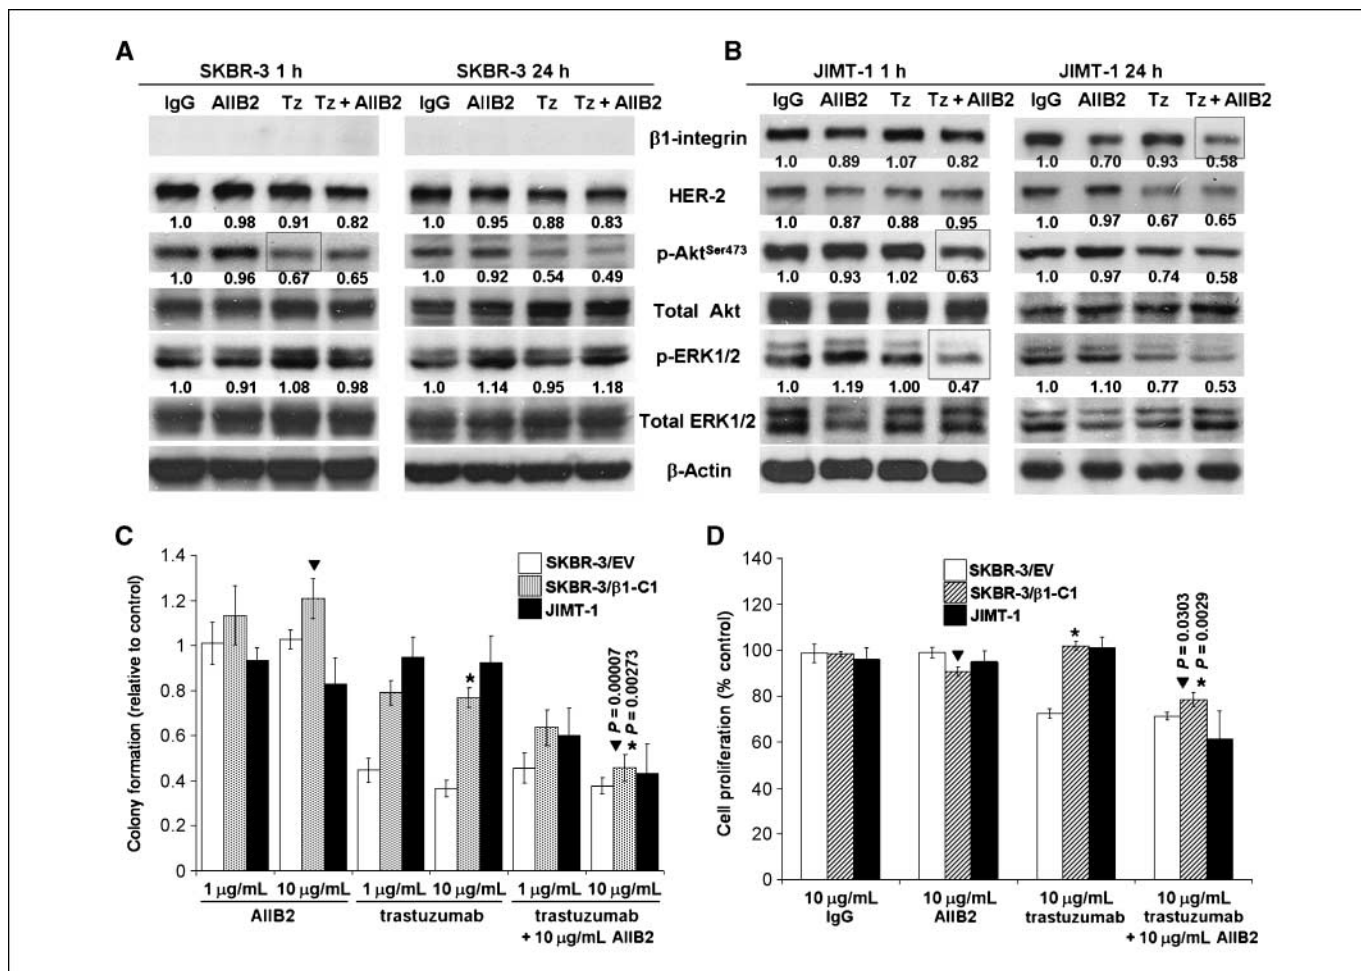 A
B
SKBR-3 1 h SKBR-3 24 h JIMT-1 1 h JIMT-1 24 h
IgG AIIB2 Tz Tz + AIIB2 IgG AIIB2 Tz Tz + AIIB2 IgG AIIB2 Tz Tz + AIIB2 IgG AIIB2 Tz Tz + AIIB2
β1-integrin
1.0 0.89 1.07 0.82 1.0 0.70 0.93 0.58
HER-2
1.0 0.98 0.91 0.82 1.0 0.95 0.88 0.83 1.0 0.87 0.88 0.95 1.0 0.97 0.67 0.65
p-AktSer473
1.0 0.96 0.67 0.65 1.0 0.92 0.54 0.49 1.0 0.93 1.02 0.63 1.0 0.97 0.74 0.58
Total Akt
p-ERK1/2
1.0 0.91 1.08 0.98 1.0 1.14 0.95 1.18 1.0 1.19 1.00 0.47 1.0 1.10 0.77 0.53
Total ERK1/2
β-Actin
C
Colony formation (relative to control)
1.4
1.2
1
0.8
0.6
0.4
0.2
0
SKBR-3/EV
SKBR-3/β1-C1
JIMT-1
▼
*
▼ P = 0.00007
* P = 0.00273
1 μg/mL 10 μg/mL 1 μg/mL 10 μg/mL 1 μg/mL 10 μg/mL
AIIB2 trastuzumab trastuzumab
+ 10 μg/mL AIIB2
D
Cell proliferation (% control)
140
120
100
80
60
40
20
0
SKBR-3/EV
SKBR-3/β1-C1
JIMT-1
▼
*
▼ P = 0.0303
* P = 0.0029
10 μg/mL 10 μg/mL 10 μg/mL 10 μg/mL
IgG AIIB2 trastuzumab trastuzumab
+ 10 μg/mL AIIB2